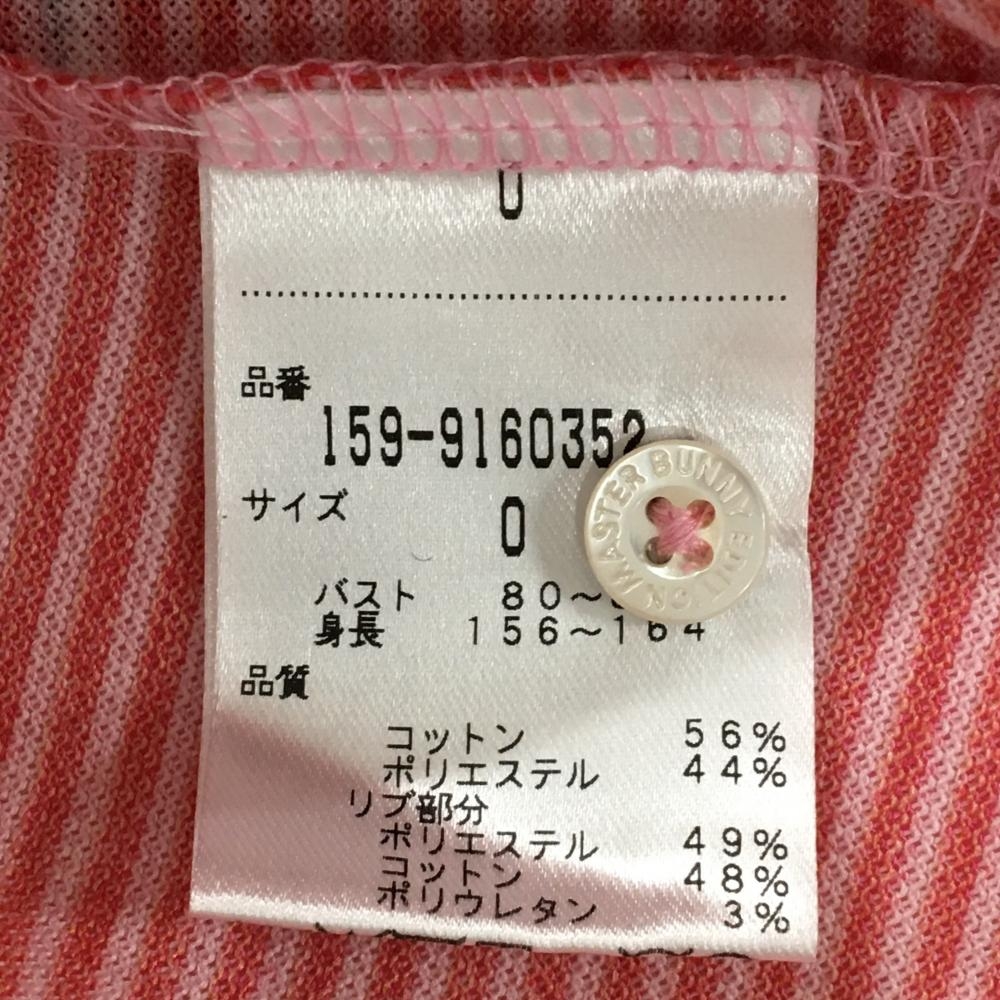 0
品番
159-9160352
サイズ
0
バスト 80~
身長 156~164
品質
コットン 56%
ポリエステル 44%
リブ部分
ポリエステル 49%
コットン 48%
ポリウレタン 3%
MASTER BUNNY EDITION